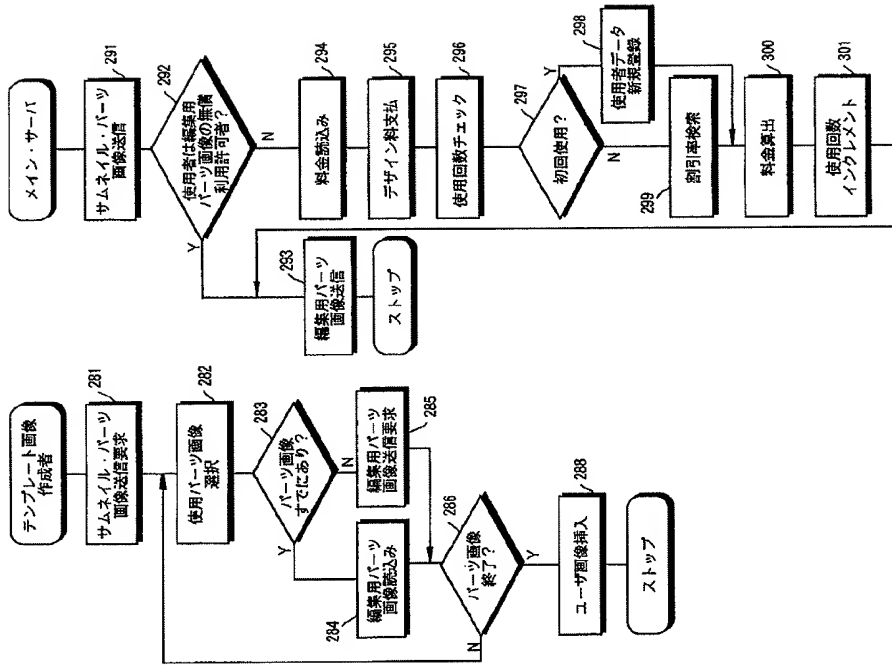 テンプレート画像
作成者
281
サムネイル・パーツ
画像送信要求
282
使用パーツ画像
選択
283
パーツ画像
すでにあり?
Y
N
284
編集用パーツ
画像読込み
285
編集用パーツ
画像送信要求
286
パーツ画像
終了?
N
Y
288
ユーザ画像挿入
ストップ
メイン・サーバ
291
サムネイル・パーツ
画像送信
292
使用者は編集用
パーツ画像の無償
利用許可者?
Y
N
293
編集用パーツ
画像送信
ストップ
294
料金読込み
295
デザイン料支払
296
使用回数チェック
297
初回使用?
Y
N
298
使用者データ
新規登録
299
割引率検索
300
料金算出
301
使用回数
インクレメント